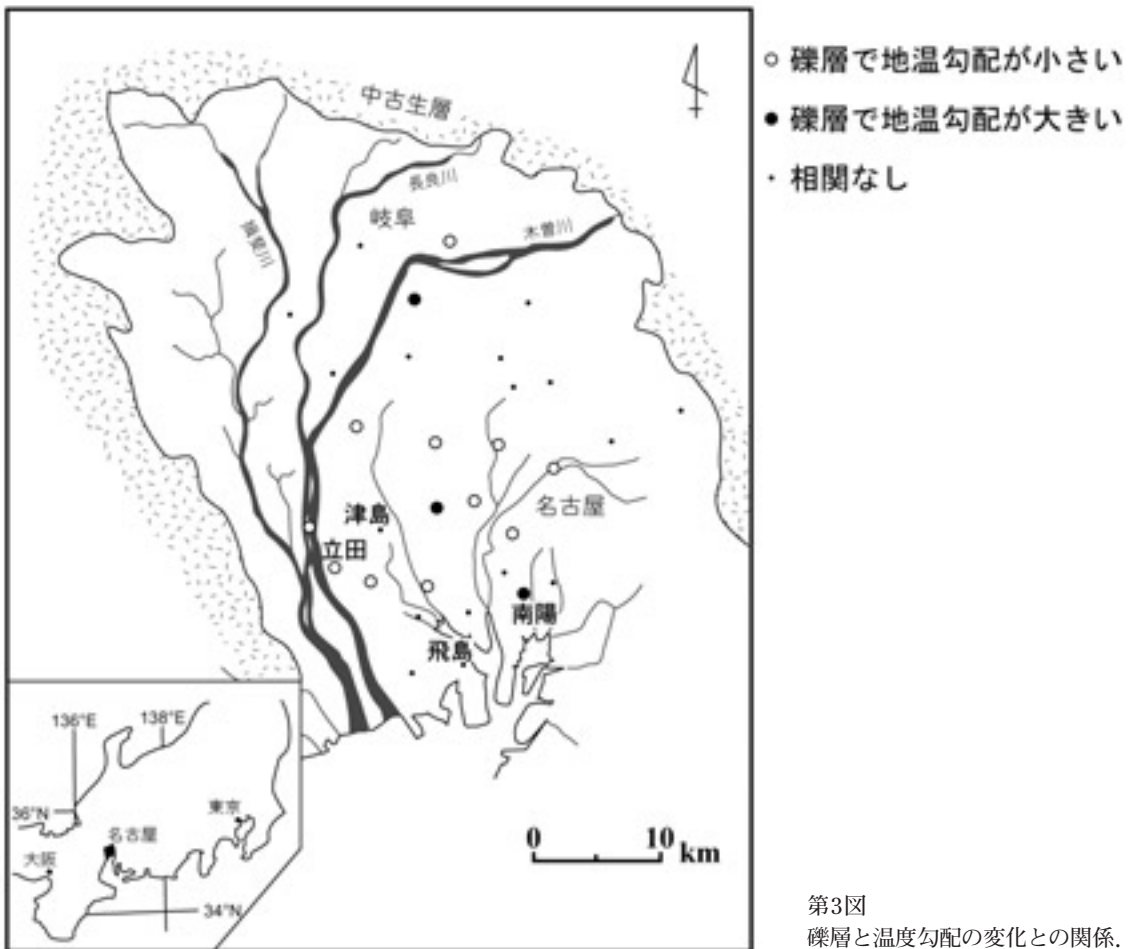 中古生層
長良川
岐阜
木曽川
揖斐川
名古屋
津島
立田
南陽
飛島
0 10 km
136°E 138°E
36°N
東京
名古屋
大阪
34°N
礫層で地温勾配が小さい
礫層で地温勾配が大きい
相関なし
第3図
礫層と温度勾配の変化との関係.